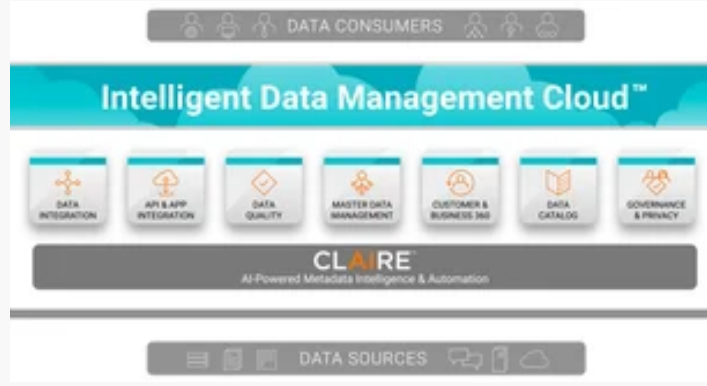 DATA CONSUMERS
Intelligent Data Management Cloud™
DATA
INTEGRATION
API & APP
INTEGRATION
DATA
QUALITY
MASTER DATA
MANAGEMENT
CUSTOMER &
BUSINESS 360
DATA
CATALOG
GOVERNANCE
& PRIVACY
CLAIRE
AI-Powered Metadata Intelligence & Automation
DATA SOURCES